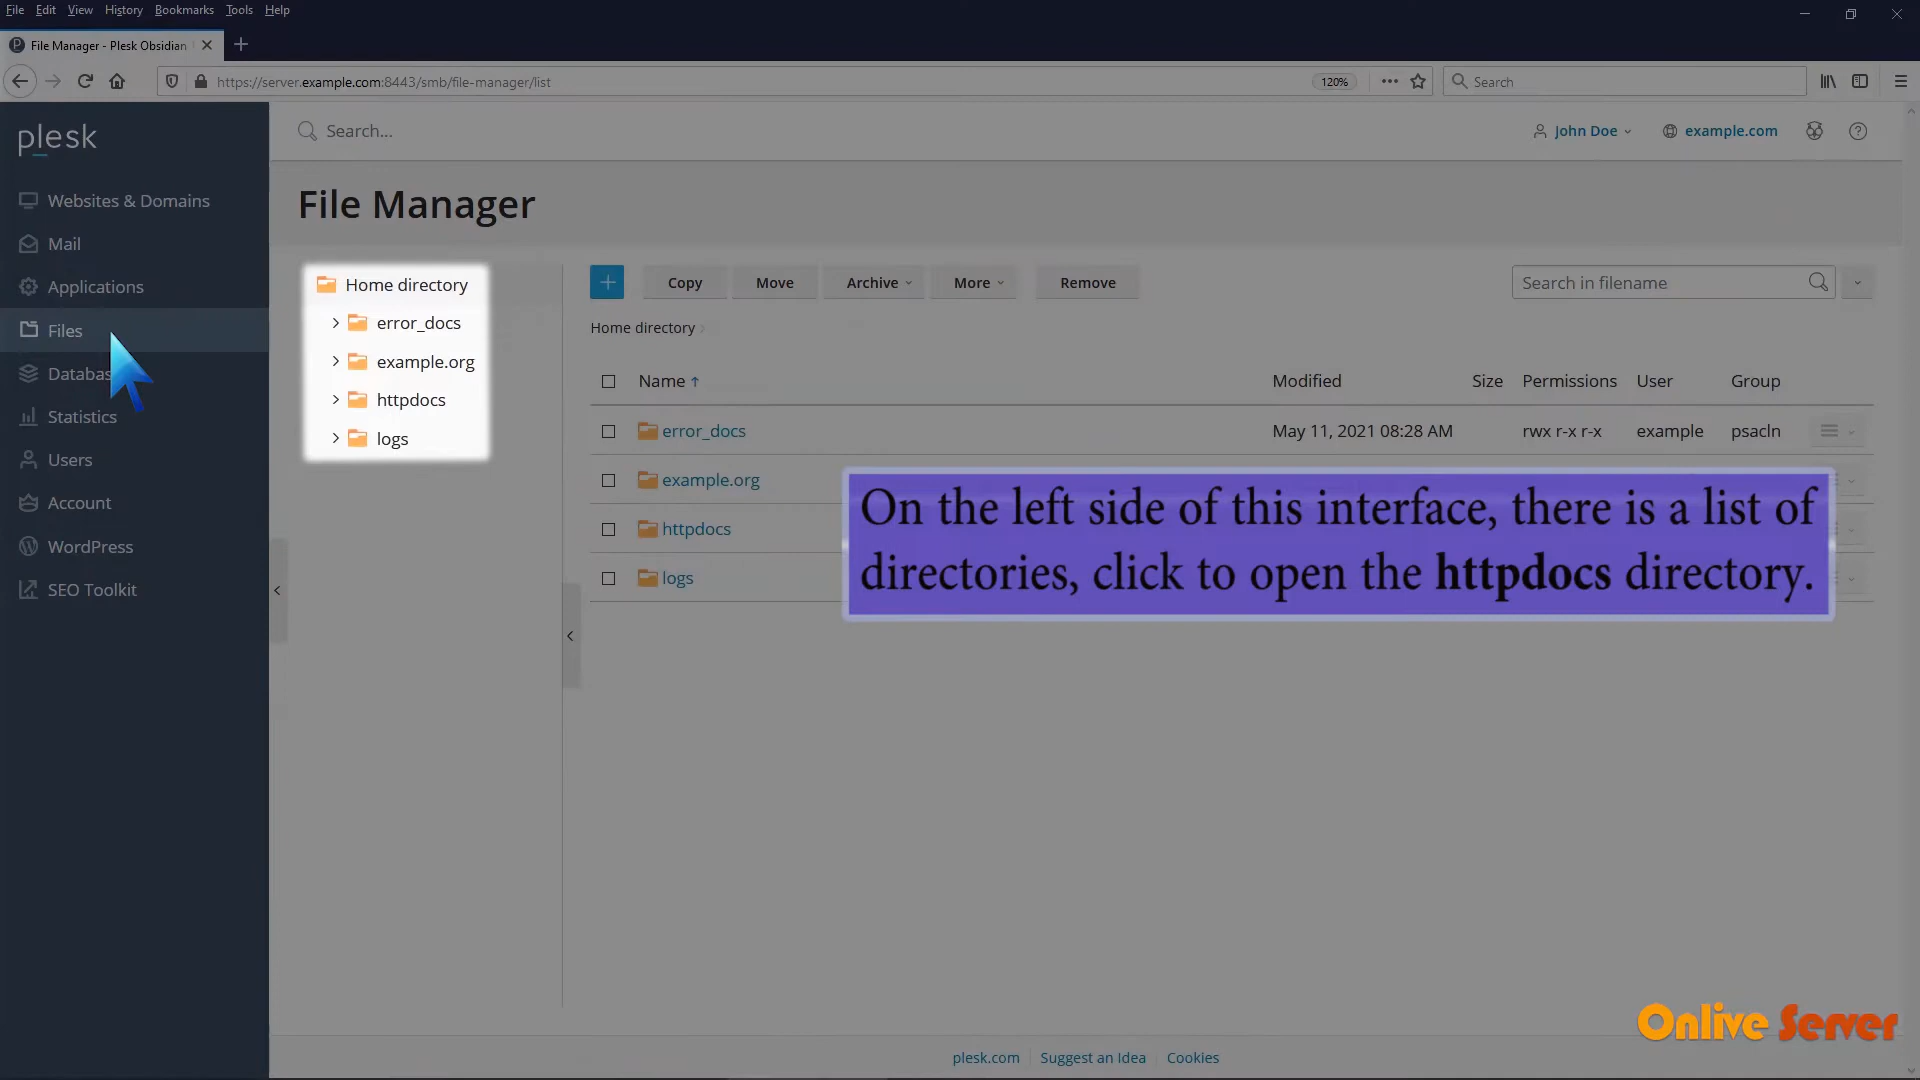 File Edit View History Bookmarks Tools Help
File Manager - Plesk Obsidian
https://server.example.com:8443/smb/file-manager/list 120% Search
plesk
Search... John Doe example.com
Websites & Domains
Mail
Applications
Files
Databas
Statistics
Users
Account
WordPress
SEO Toolkit
File Manager
Home directory
error_docs
example.org
httpdocs
logs
Copy Move Archive More Remove Search in filename
Home directory
Name Modified Size Permissions User Group
error_docs May 11, 2021 08:28 AM rwx r-x r-x example psacln
example.org
httpdocs
logs
On the left side of this interface, there is a list of
directories, click to open the httpdocs directory.
Onlive Server
plesk.com Suggest an Idea Cookies